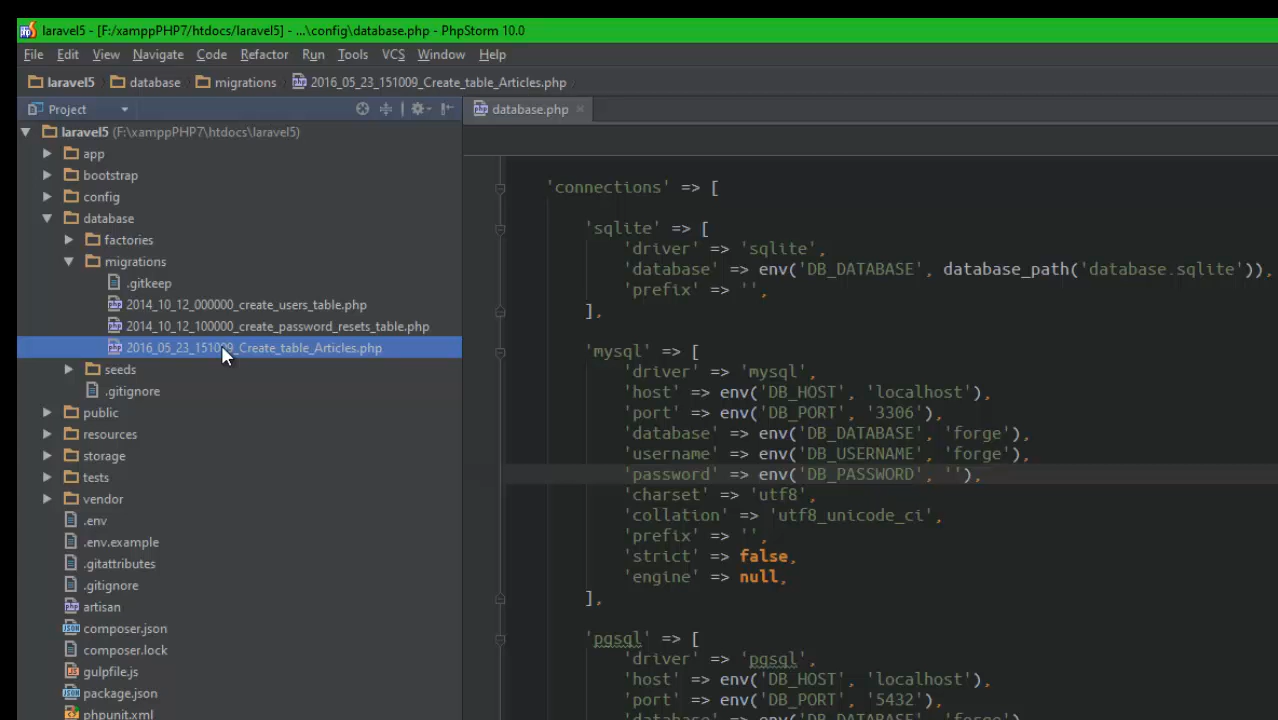 laravel5 - [F:/xamppPHP7/htdocs/laravel5] - ...\config\database.php - PhpStorm 10.0
File Edit View Navigate Code Refactor Run Tools VCS Window Help
laravel5 database migrations 2016_05_23_151009_Create_table_Articles.php
Project
database.php
laravel5 (F:\xamppPHP7\htdocs\laravel5)
app
bootstrap
config
database
factories
migrations
.gitkeep
2014_10_12_000000_create_users_table.php
2014_10_12_100000_create_password_resets_table.php
2016_05_23_151009_Create_table_Articles.php
seeds
.gitignore
public
resources
storage
tests
vendor
.env
.env.example
.gitattributes
.gitignore
artisan
composer.json
composer.lock
gulpfile.js
package.json
phpunit.xml
'connections' => [
'sqlite' => [
'driver' => 'sqlite',
'database' => env('DB_DATABASE', database_path('database.sqlite')),
'prefix' => '',
],
'mysql' => [
'driver' => 'mysql',
'host' => env('DB_HOST', 'localhost'),
'port' => env('DB_PORT', '3306'),
'database' => env('DB_DATABASE', 'forge'),
'username' => env('DB_USERNAME', 'forge'),
'password' => env('DB_PASSWORD', ''),
'charset' => 'utf8',
'collation' => 'utf8_unicode_ci',
'prefix' => '',
'strict' => false,
'engine' => null,
],
'pgsql' => [
'driver' => 'pgsql',
'host' => env('DB_HOST', 'localhost'),
'port' => env('DB_PORT', '5432'),
'database' => env('DB_DATABASE', 'forge'),